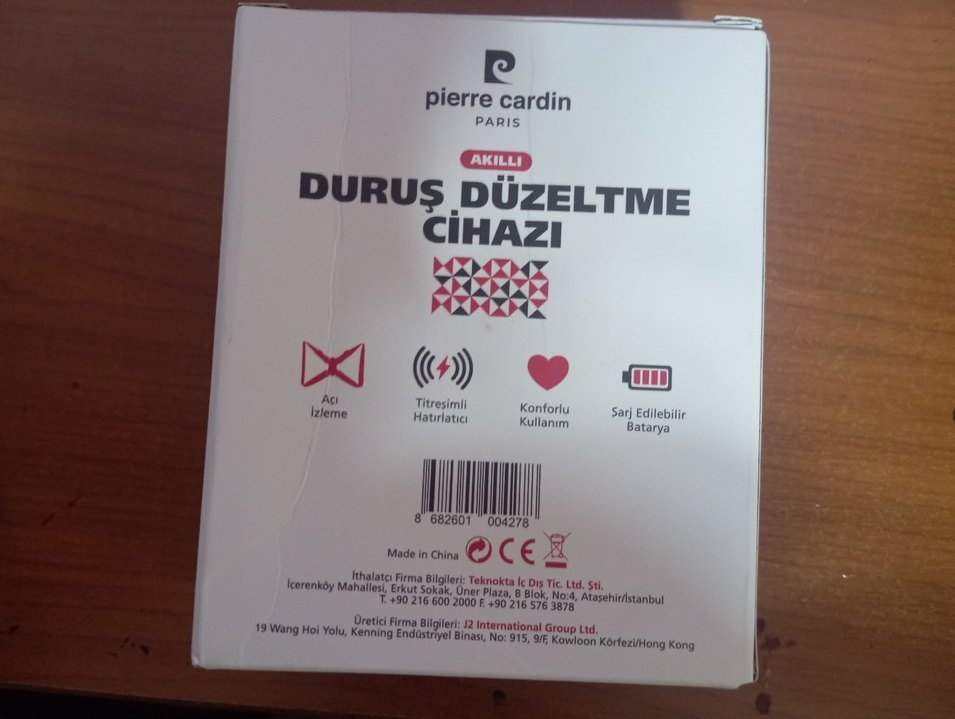 pierre cardin
PARIS
AKILLI
DURUŞ DÜZELTME
CİHAZI
Açı
İzleme
Titreşimli
Hatırlatıcı
Konforlu
Kullanım
Şarj Edilebilir
Batarya
8 682601 004278
Made in China
CE
İthalatçı Firma Bilgileri: Teknokta İç Dış Tic. Ltd. Şti.
İçerenköy Mahallesi, Erkut Sokak, Üner Plaza, B Blok, No:4, Ataşehir/İstanbul
T. +90 216 600 2000 F. +90 216 576 3878
Üretici Firma Bilgileri: J2 International Group Ltd.
19 Wang Hoi Yolu, Kenning Endüstriyel Binası, No: 915, 9/F, Kowloon Körfezi/Hong Kong